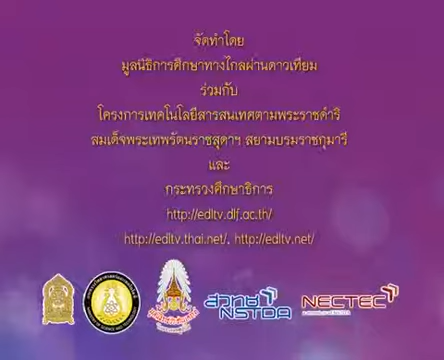 จัดทำโดย
มูลนิธิการศึกษาทางไกลผ่านดาวเทียม
ร่วมกับ
โครงการเทคโนโลยีสารสนเทศตามพระราชดำริ
สมเด็จพระเทพรัตนราชสุดาฯ สยามบรมราชกุมารี
และ
กระทรวงศึกษาธิการ
http://edltv.dlf.ac.th/
http://edltv.thai.net/, http://edltv.net/
สวทช
NSTDA
NECTEC